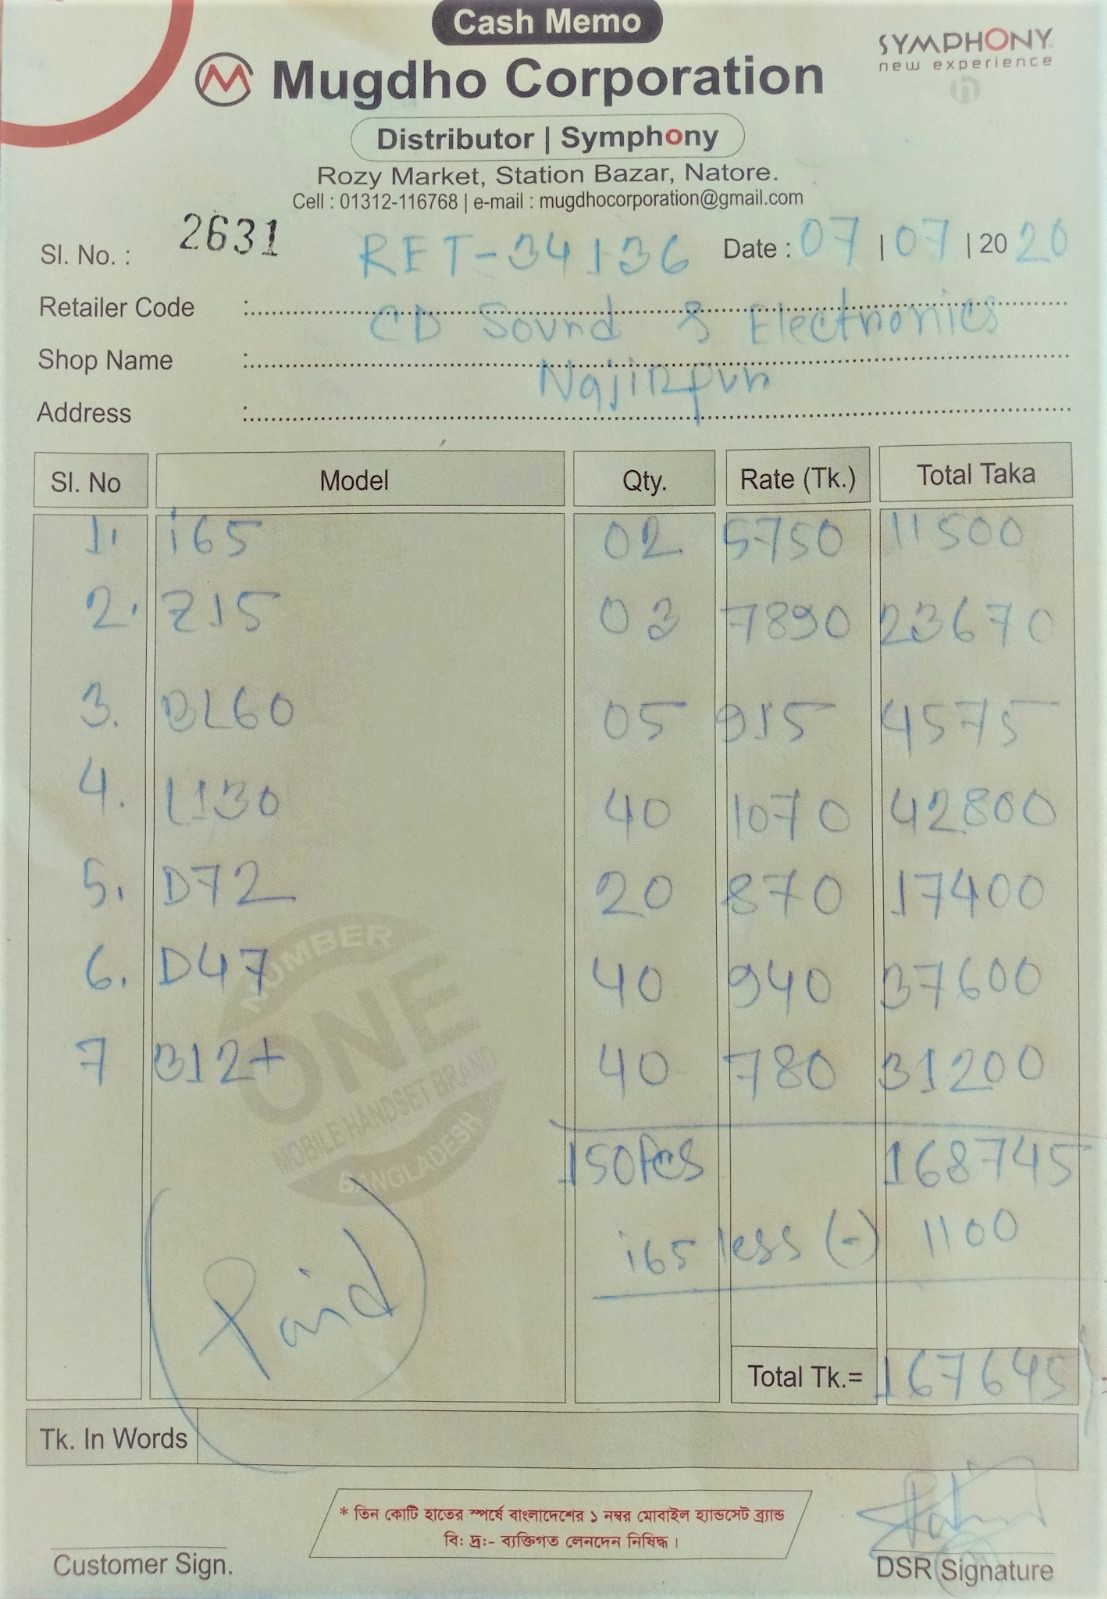 Cash Memo
SYMPHONY
new experience
Mugdho Corporation
Distributor | Symphony
Rozy Market, Station Bazar, Natore.
Cell : 01312-116768 | e-mail : mugdhocorporation@gmail.com
Sl. No. : 2631 RET-34136 Date : 07 | 07 | 20 20
Retailer Code :
CD Sound & Electronics
Shop Name :
Najirpur
Address :
Sl. No Model Qty. Rate (Tk.) Total Taka
1. i65 02 5750 11500
2. Z15 03 7890 23670
3. BL60 05 915 4575
4. L130 40 1070 42800
5. D72 20 870 17400
6. D47 40 940 37600
7 B12+ 40 780 31200
NUMBER
ONE
MOBILE HANDSET BRAND
BANGLADESH
150 Pcs 168745
i65 less (-) 1100
Paid
Total Tk.= 167645/=
Tk. In Words
* তিন কোটি হাতের স্পর্শে বাংলাদেশের ১ নম্বর মোবাইল হ্যান্ডসেট ব্র্যান্ড
বি: দ্র:- ব্যক্তিগত লেনদেন নিষিদ্ধ।
Customer Sign. DSR Signature